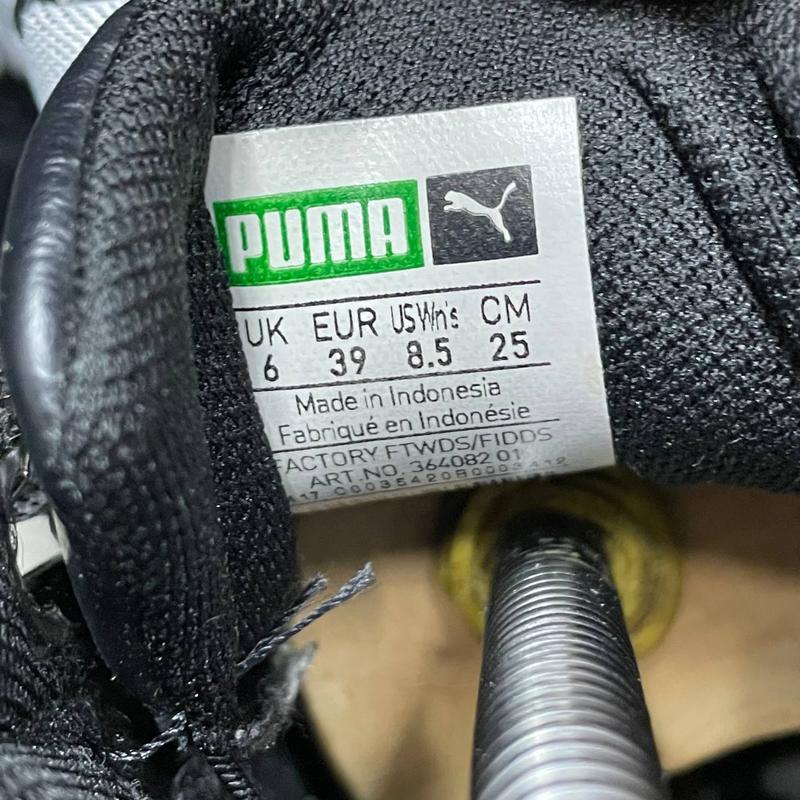 PUMA
UK EUR US Wn's CM
6 39 8.5 25
Made in Indonesia
Fabriqué en Indonésie
FACTORY FTWDS/FIDDS
ART.NO. 364082 01